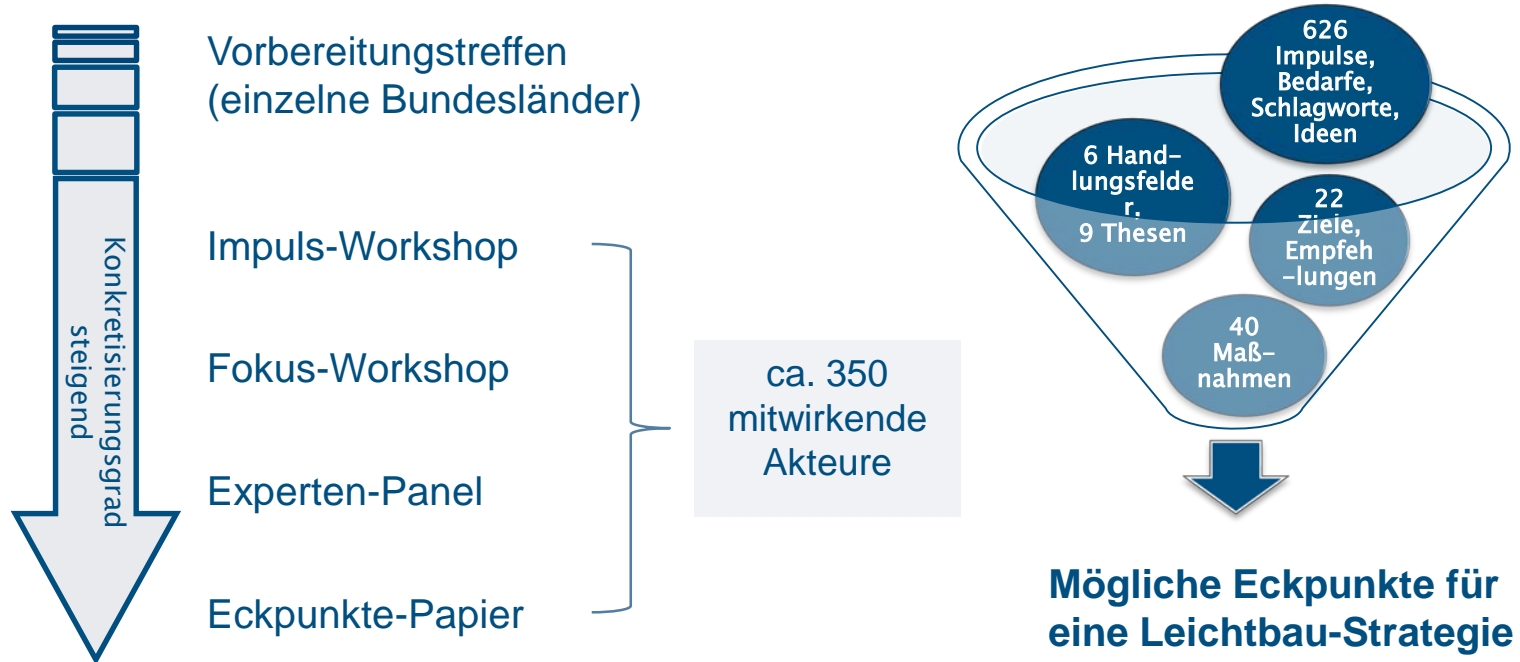 Konkretisierungsgrad
steigend
Vorbereitungstreffen
(einzelne Bundesländer)
Impuls-Workshop
Fokus-Workshop
Experten-Panel
Eckpunkte-Papier
ca. 350
mitwirkende
Akteure
626
Impulse,
Bedarfe,
Schlagworte,
Ideen
6 Hand–
lungsfelde
r,
9 Thesen
22
Ziele,
Empfeh
–lungen
40
Maß–
nahmen
Mögliche Eckpunkte für
eine Leichtbau-Strategie